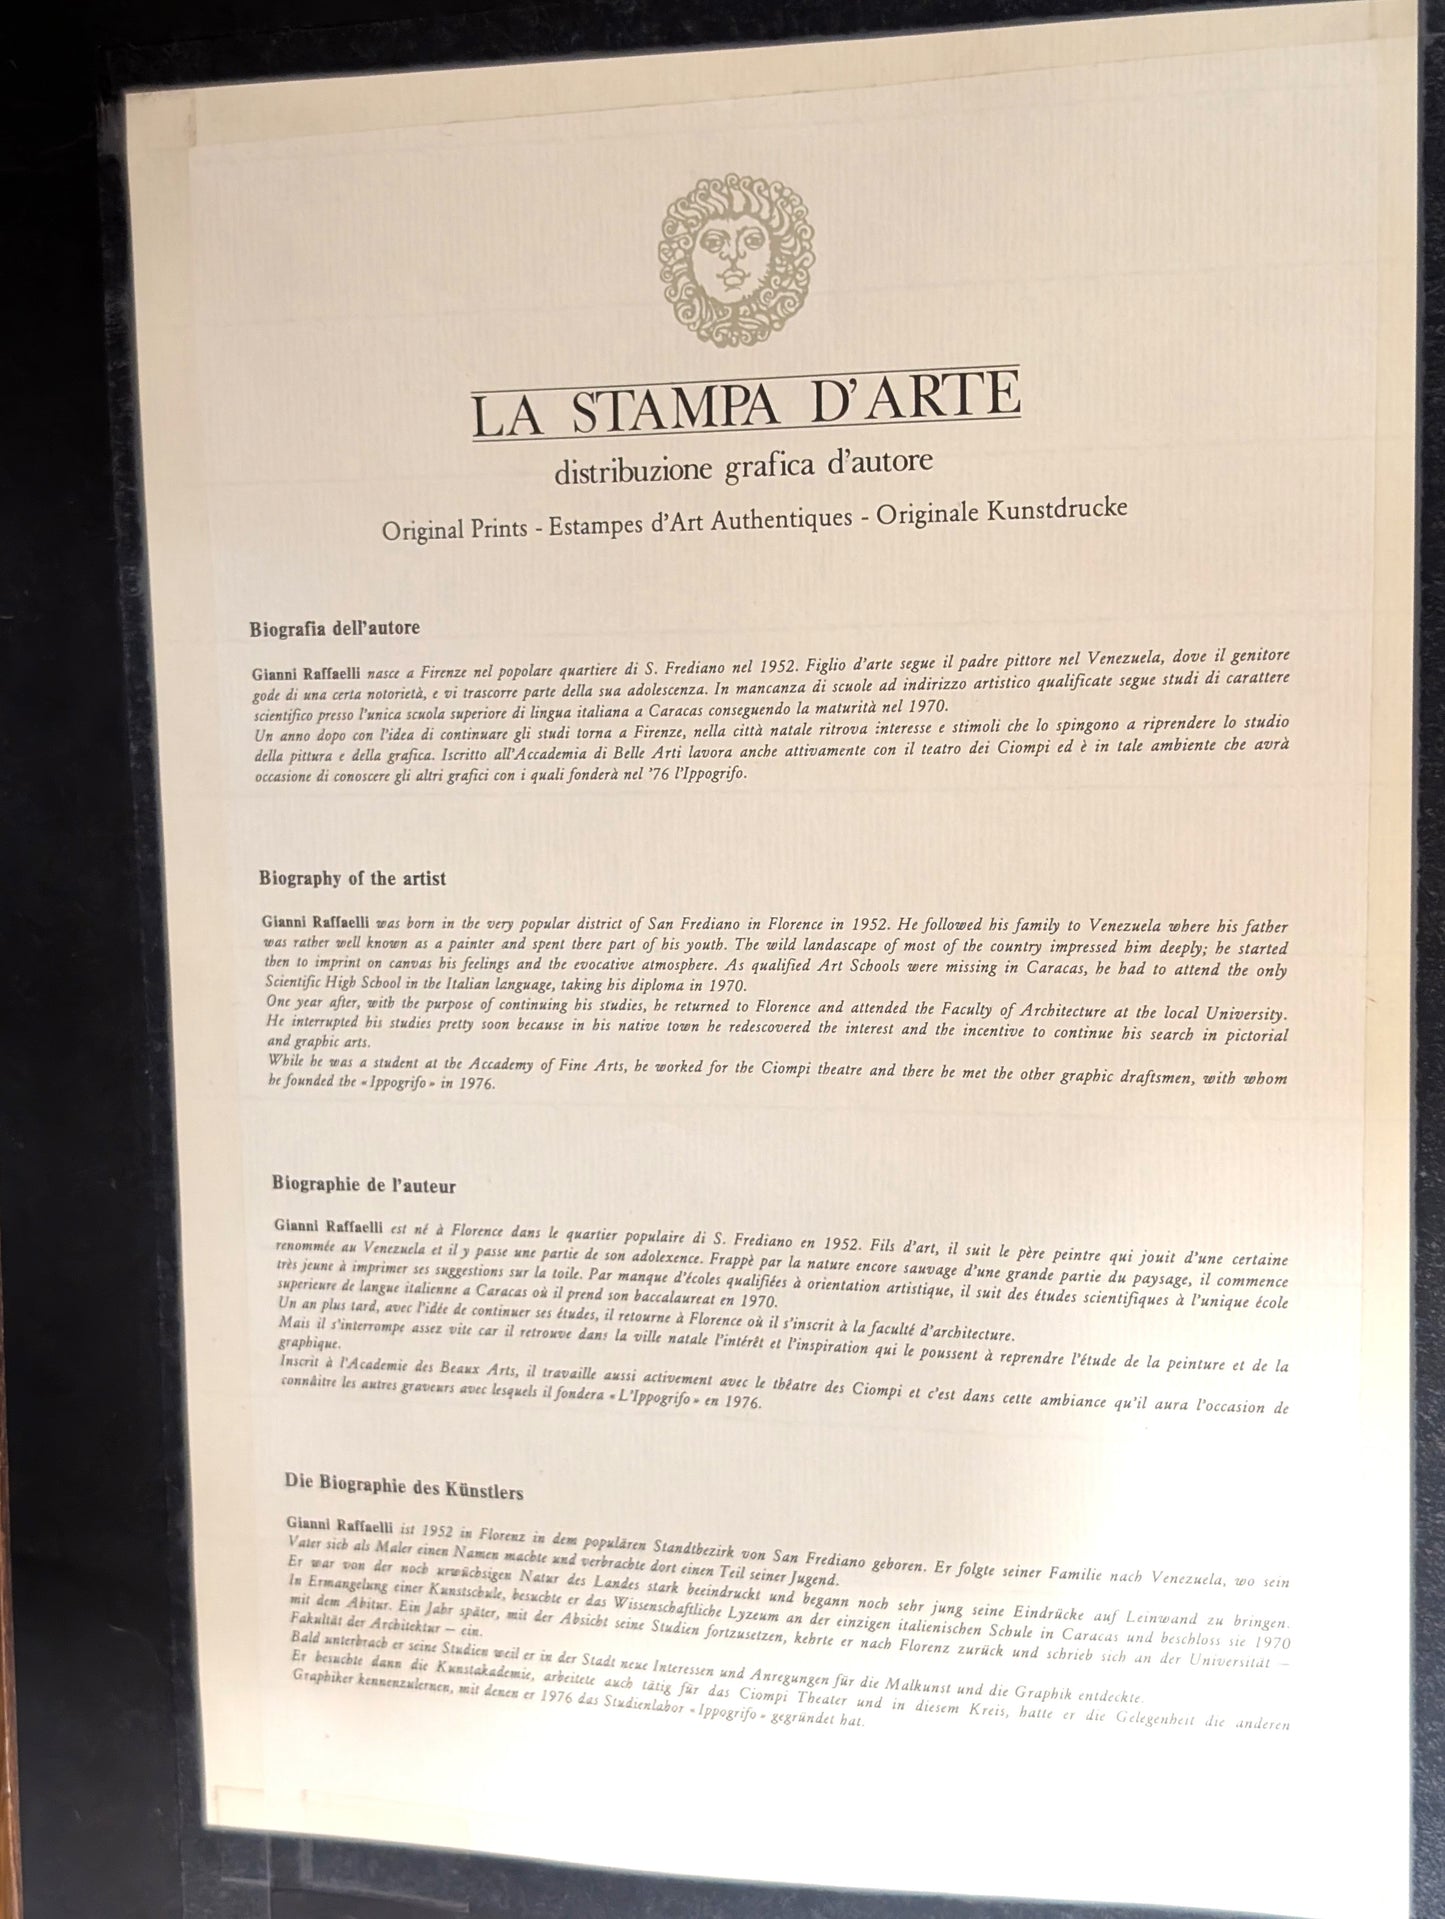 LA STAMPA D'ARTE
distribuzione grafica d'autore
Original Prints - Estampes d'Art Authentiques - Originale Kunstdrucke
Biografia dell'autore
Gianni Raffaelli nasce a Firenze nel popolare quartiere di S. Frediano nel 1952. Figlio d'arte segue il padre pittore nel Venezuela, dove il genitore
gode di una certa notorietà, e vi trascorre parte della sua adolescenza. In mancanza di scuole ad indirizzo artistico qualificate segue studi di carattere
scientifico presso l'unica scuola superiore di lingua italiana a Caracas conseguendo la maturità nel 1970.
Un anno dopo con l'idea di continuare gli studi torna a Firenze, nella città natale ritrova interesse e stimoli che lo spingono a riprendere lo studio
della pittura e della grafica. Iscritto all'Accademia di Belle Arti lavora anche attivamente con il teatro dei Ciompi ed è in tale ambiente che avrà
occasione di conoscere gli altri grafici con i quali fonderà nel '76 l'Ippogrifo.
Biography of the artist
Gianni Raffaelli was born in the very popular district of San Frediano in Florence in 1952. He followed his family to Venezuela where his father
was rather well known as a painter and spent there part of his youth. The wild landascape of most of the country impressed him deeply; he started
then to imprint on canvas his feelings and the evocative atmosphere. As qualified Art Schools were missing in Caracas, he had to attend the only
Scientific High School in the Italian language, taking his diploma in 1970.
One year after, with the purpose of continuing his studies, he returned to Florence and attended the Faculty of Architecture at the local University.
He interrupted his studies pretty soon because in his native town he redescovered the interest and the incentive to continue his search in pictorial
and graphic arts.
While he was a student at the Accademy of Fine Arts, he worked for the Ciompi theatre and there he met the other graphic draftsmen, with whom
he founded the «Ippogrifo» in 1976.
Biographie de l'auteur
Gianni Raffaelli est né à Florence dans le quartier populaire di S. Frediano en 1952. Fils d'art, il suit le père peintre qui jouit d'une certaine
renommée au Venezuela et il y passe une partie de son adolexence. Frappè par la nature encore sauvage d'une grande partie du paysage, il commence
très jeune à imprimer ses suggestions sur la toile. Par manque d'écoles qualifiées à orientation artistique, il suit des études scientifiques à l'unique école
superieure de langue italienne a Caracas où il prend son baccalaureat en 1970.
Un an plus tard, avec l'idée de continuer ses études, il retourne à Florence où il s'inscrit à la faculté d'architecture.
Mais il s'interrompe assez vite car il retrouve dans la ville natale l'intérêt et l'inspiration qui le poussent à reprendre l'étude de la peinture et de la
graphique.
Inscrit à l'Academie des Beaux Arts, il travaille aussi activement avec le thêatre des Ciompi et c'est dans cette ambiance qu'il aura l'occasion de
connâitre les autres graveurs avec lesquels il fondera «L'Ippogrifo» en 1976.
Die Biographie des Künstlers
Gianni Raffaelli ist 1952 in Florenz in dem populären Standtbezirk von San Frediano geboren. Er folgte seiner Familie nach Venezuela, wo sein
Vater sich als Maler einen Namen machte und verbrachte dort einen Teil seiner Jugend.
Er war von der noch urwüchsigen Natur des Landes stark beeindruckt und begann noch sehr jung seine Eindrücke auf Leinwand zu bringen.
In Ermangelung einer Kunstschule, besuchte er das Wissenschaftliche Lyzeum an der einzigen italienischen Schule in Caracas und beschloss sie 1970
mit dem Abitur. Ein Jahr später, mit der Absicht seine Studien fortzusetzen, kehrte er nach Florenz zurück und schrieb sich an der Universität –
Fakultät der Architektur – ein.
Bald unterbrach er seine Studien weil er in der Stadt neue Interessen und Anregungen für die Malkunst und die Graphik entdeckte.
Er besuchte dann die Kunstakademie, arbeitete auch tätig für das Ciompi Theater und in diesem Kreis, hatte er die Gelegenheit die anderen
Graphiker kennenzulernen, mit denen er 1976 das Studienlabor «Ippogrifo» gegründet hat.